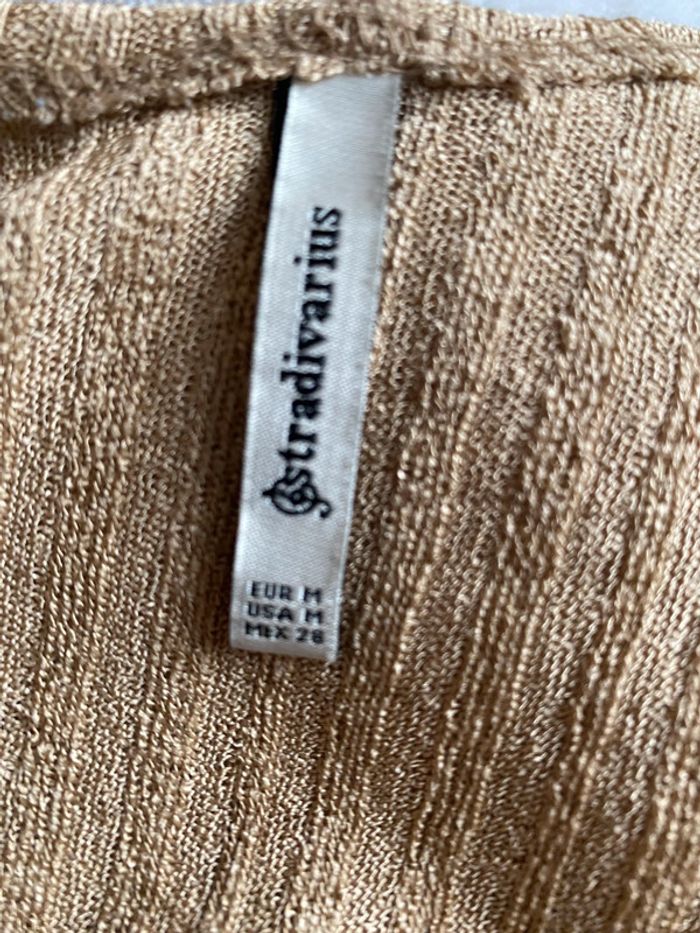 stradivarius
EUR M
USA M
MEX 28